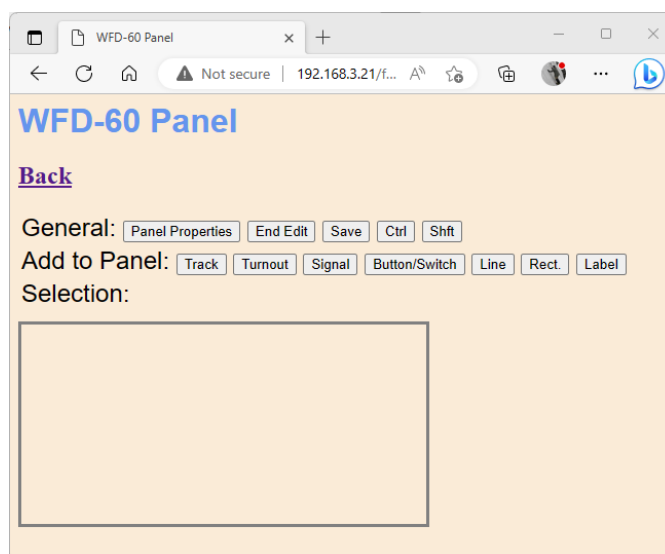 WFD-60 Panel
Not secure | 192.168.3.21/f...
WFD-60 Panel
Back
General: Panel Properties End Edit Save Ctrl Shft
Add to Panel: Track Turnout Signal Button/Switch Line Rect. Label
Selection: